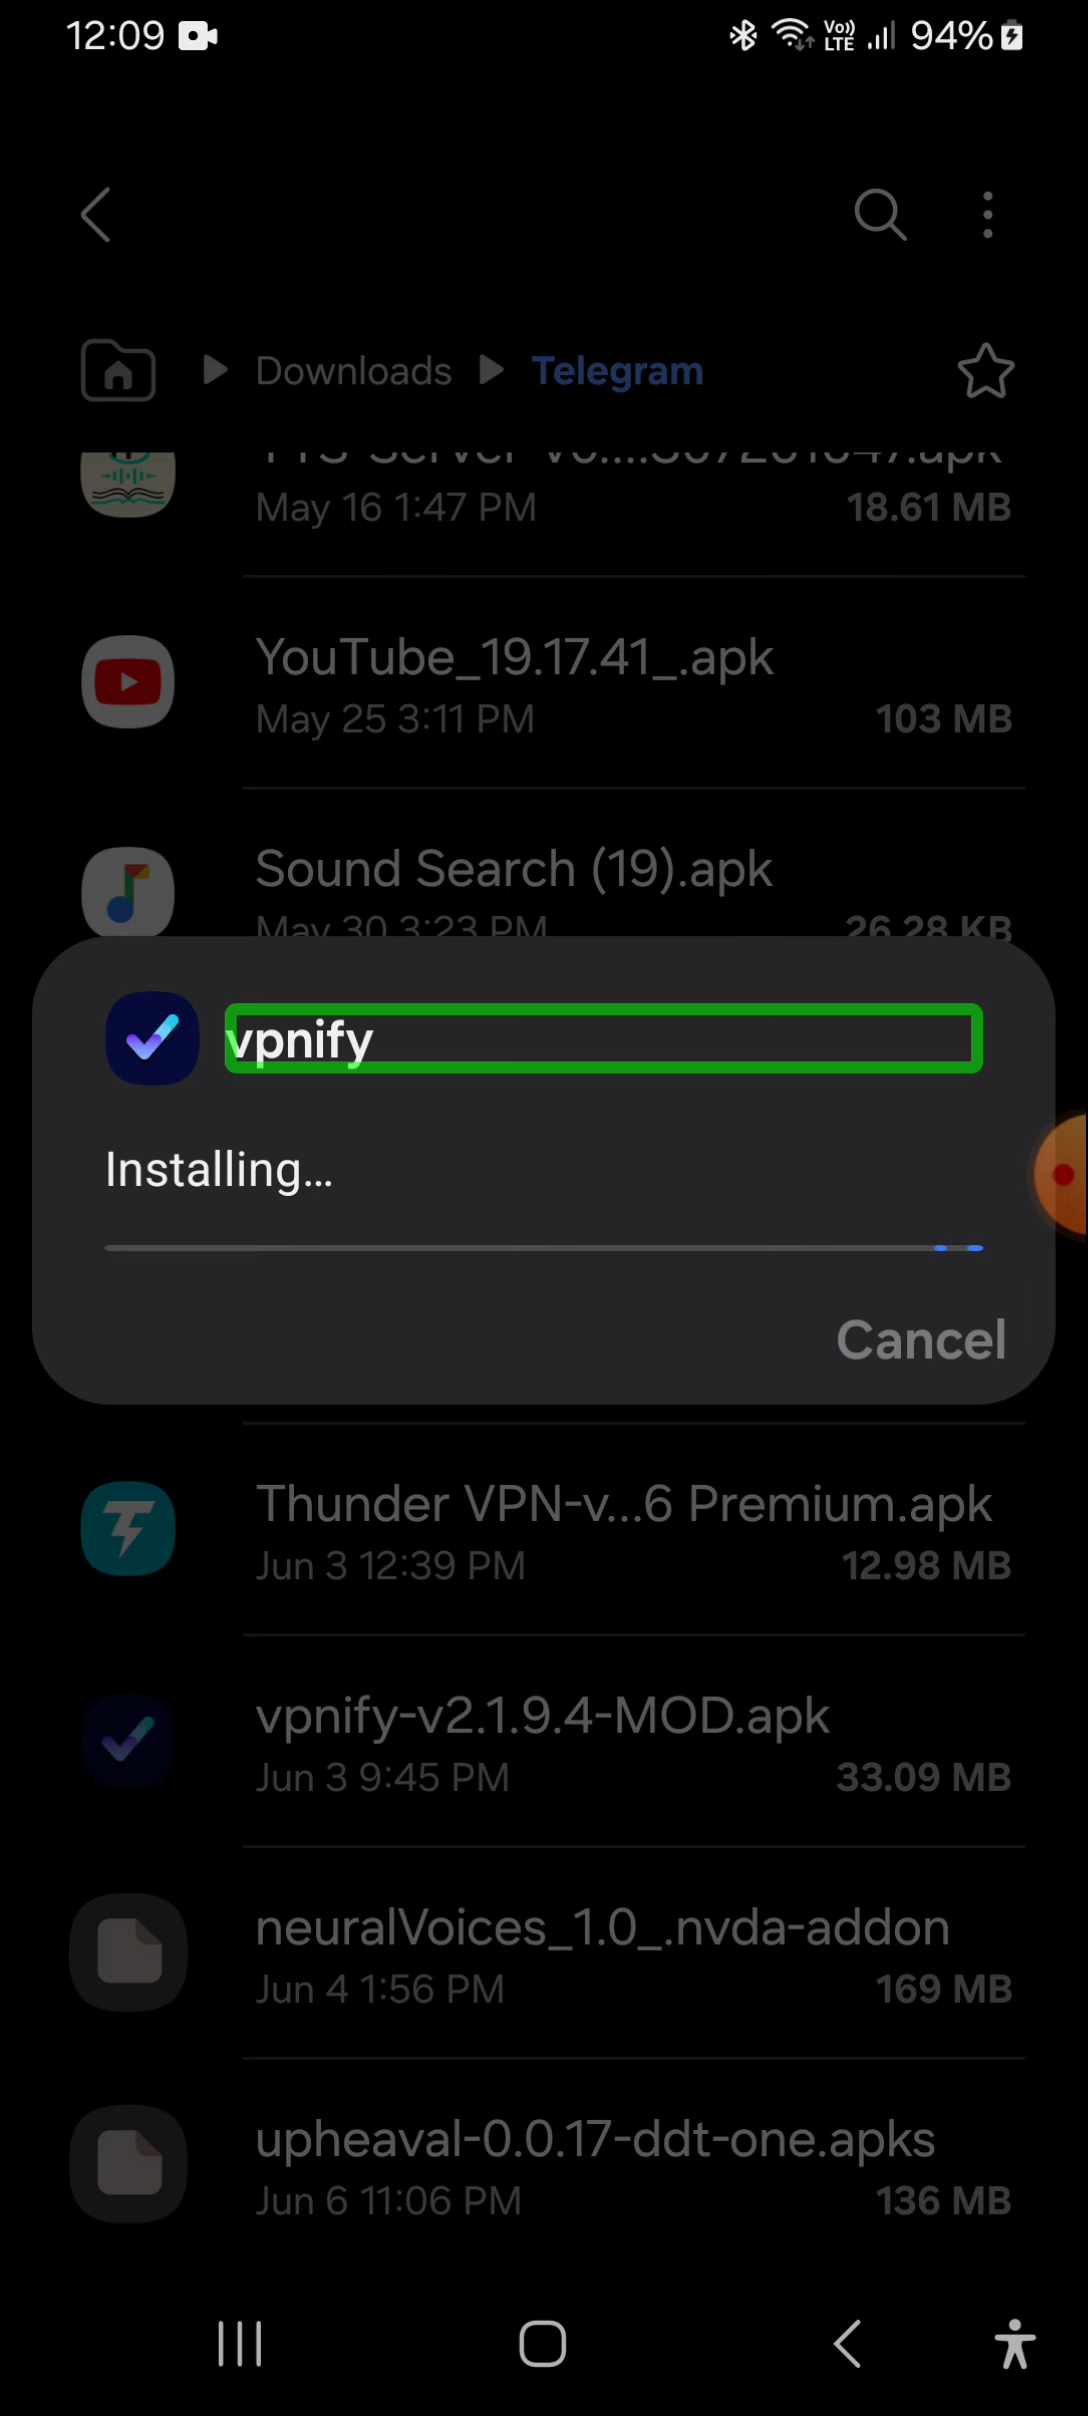 12:09
Vo)) LTE 94%
Downloads Telegram
May 16 1:47 PM 18.61 MB
YouTube_19.17.41_.apk
May 25 3:11 PM 103 MB
Sound Search (19).apk
May 30 3:23 PM 26.28 KB
vpnify
Installing...
Cancel
Thunder VPN-v...6 Premium.apk
Jun 3 12:39 PM 12.98 MB
vpnify-v2.1.9.4-MOD.apk
Jun 3 9:45 PM 33.09 MB
neuralVoices_1.0_.nvda-addon
Jun 4 1:56 PM 169 MB
upheaval-0.0.17-ddt-one.apks
Jun 6 11:06 PM 136 MB